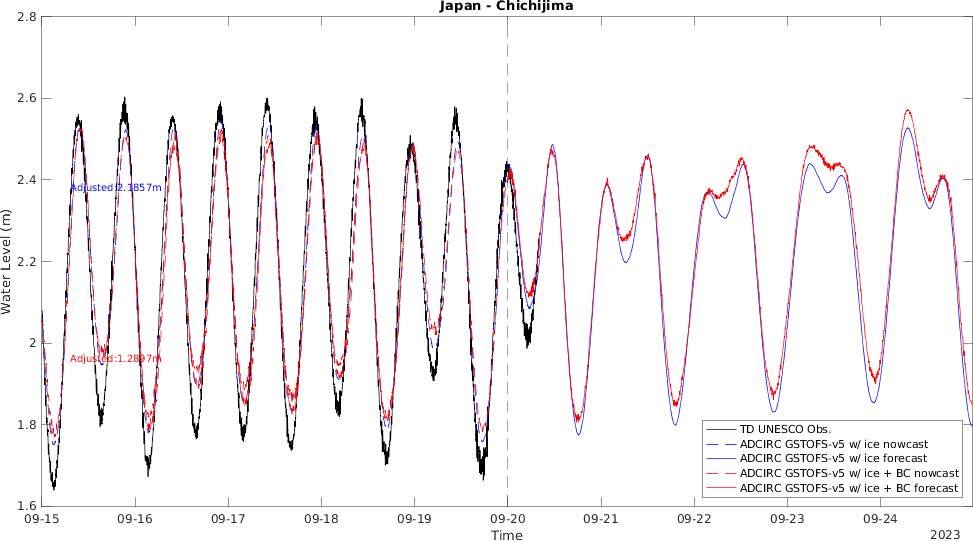 Japan - Chichijima
2.8
2.6
2.4
2.2
2
1.8
1.6
Water Level (m)
Adjusted:2.1857m
Adjusted:1.2897m
TD UNESCO Obs.
ADCIRC GSTOFS-v5 w/ ice nowcast
ADCIRC GSTOFS-v5 w/ ice forecast
ADCIRC GSTOFS-v5 w/ ice + BC nowcast
ADCIRC GSTOFS-v5 w/ ice + BC forecast
09-15 09-16 09-17 09-18 09-19 09-20 09-21 09-22 09-23 09-24
Time
2023